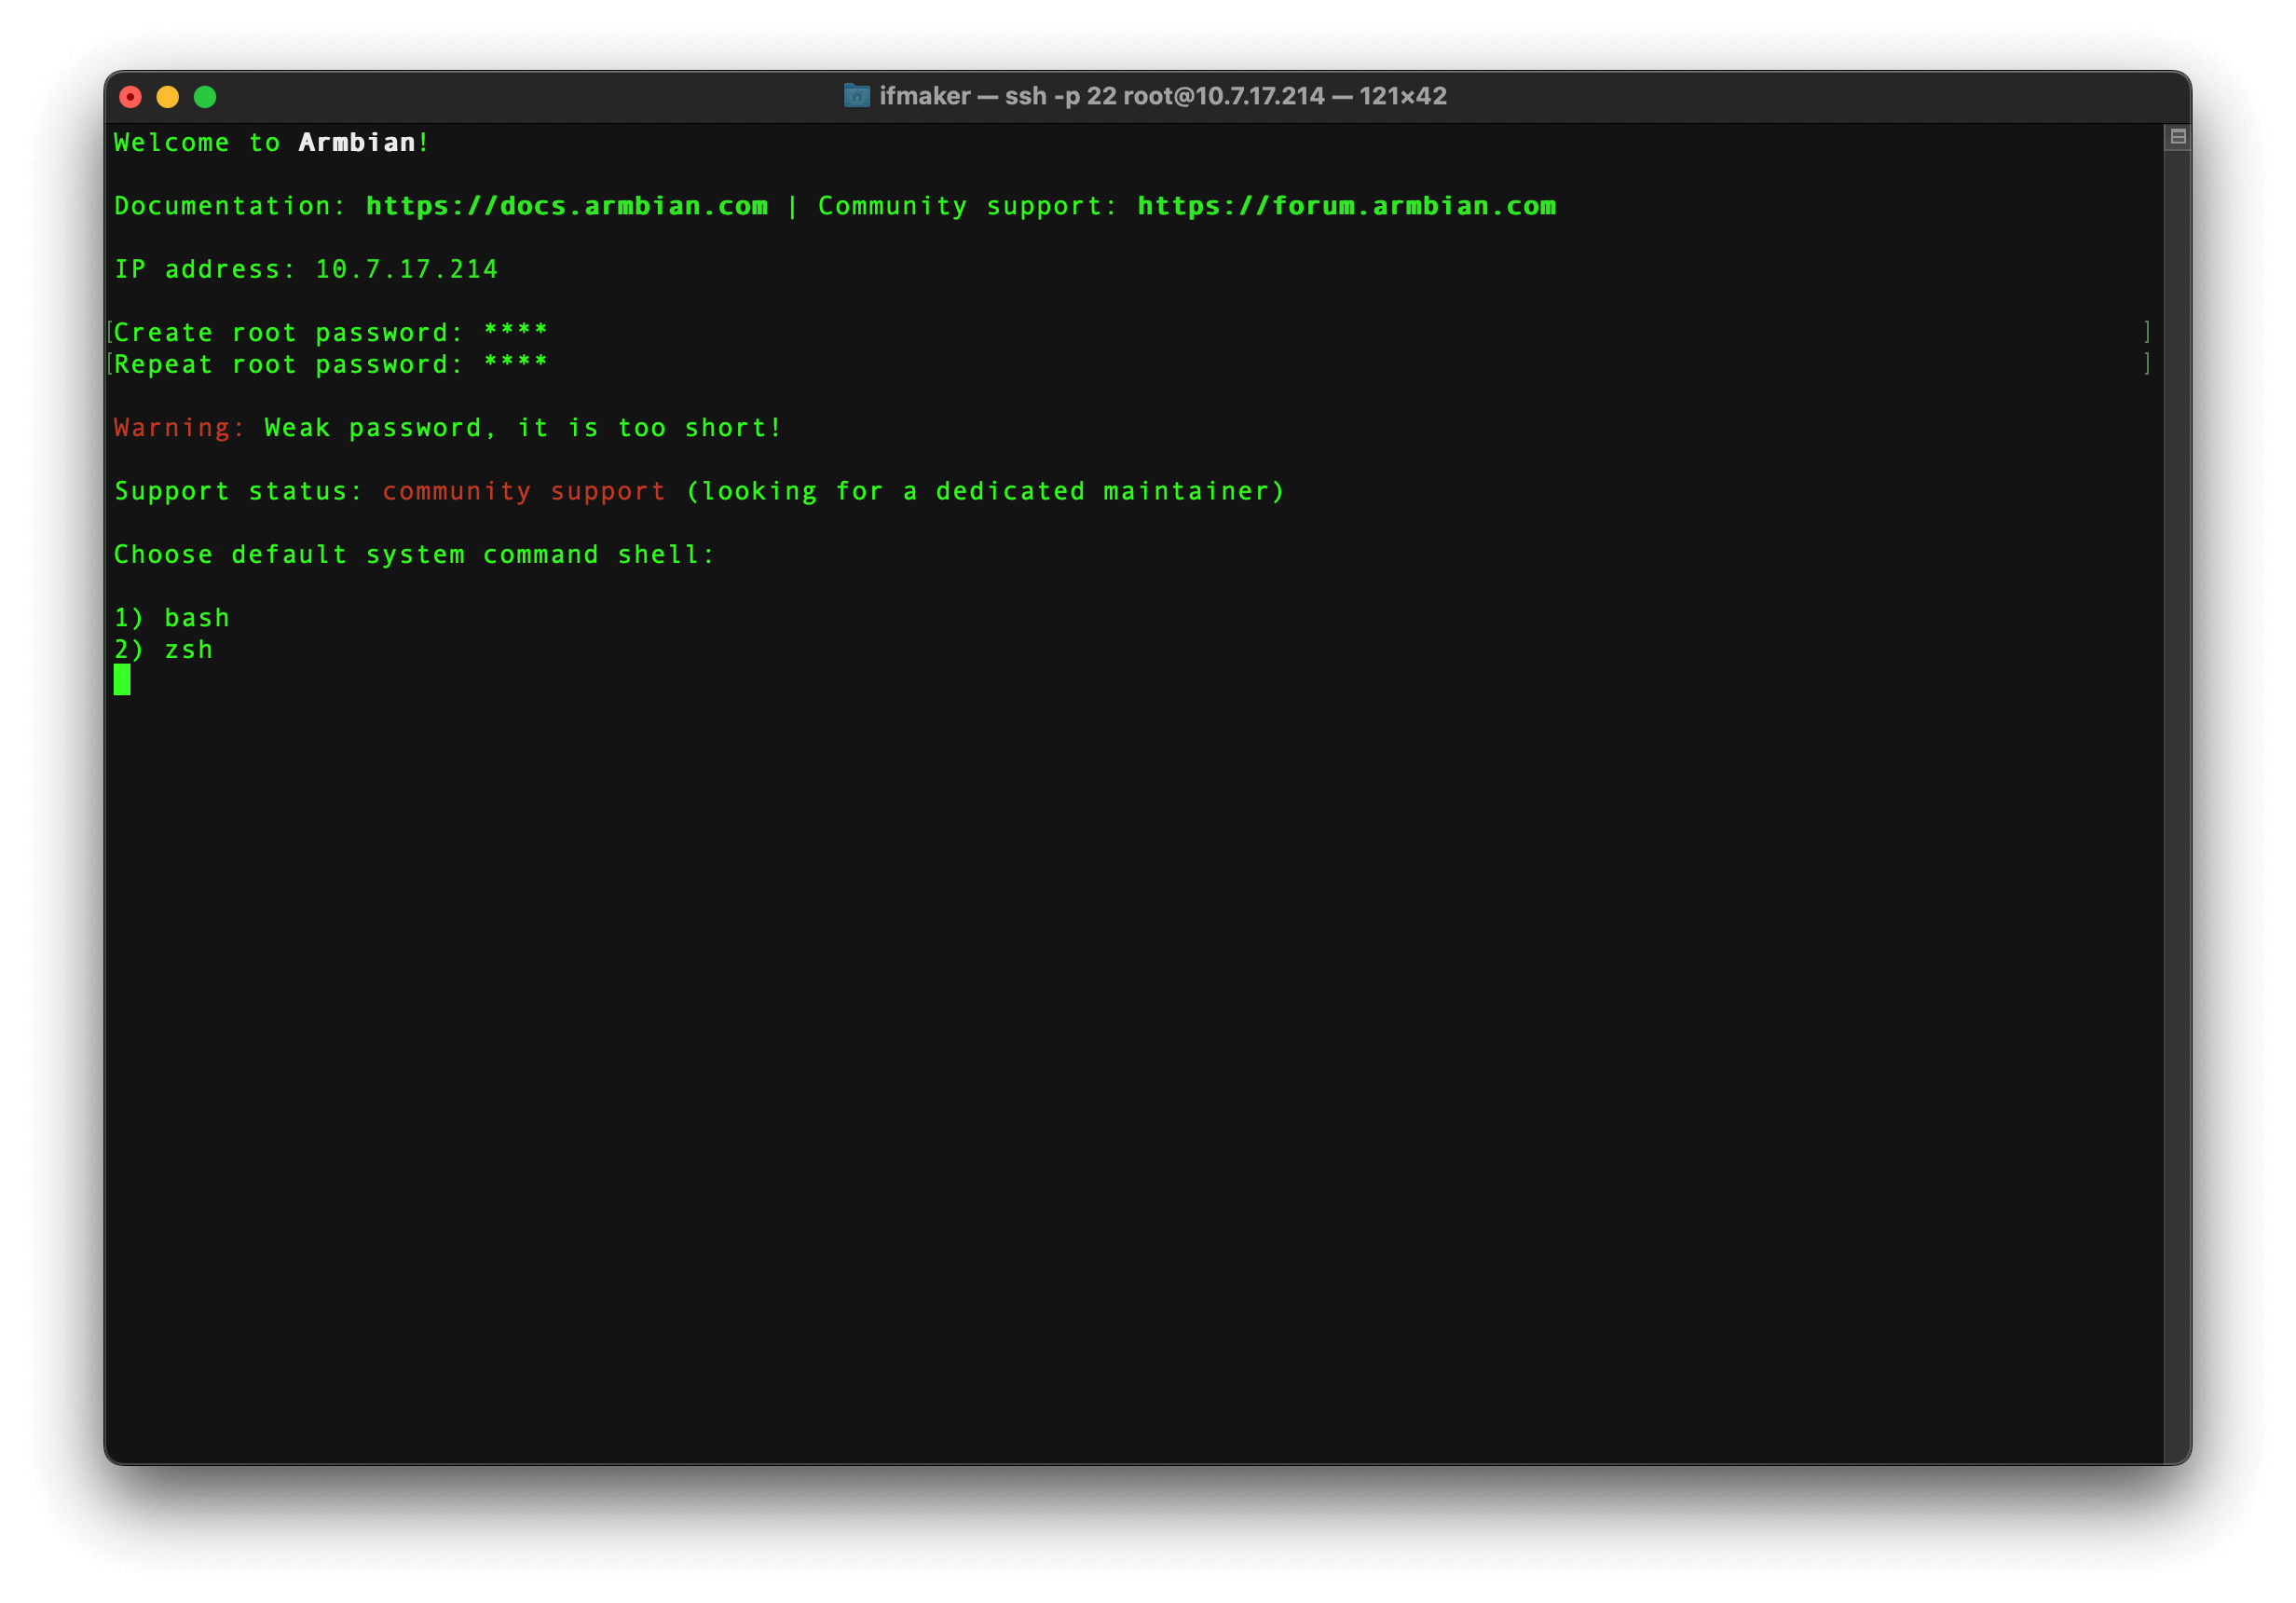 ifmaker — ssh -p 22 root@10.7.17.214 — 121×42
Welcome to Armbian!
Documentation: https://docs.armbian.com | Community support: https://forum.armbian.com
IP address: 10.7.17.214
[Create root password: **** ]
[Repeat root password: **** ]
Warning: Weak password, it is too short!
Support status: community support (looking for a dedicated maintainer)
Choose default system command shell:
1) bash
2) zsh